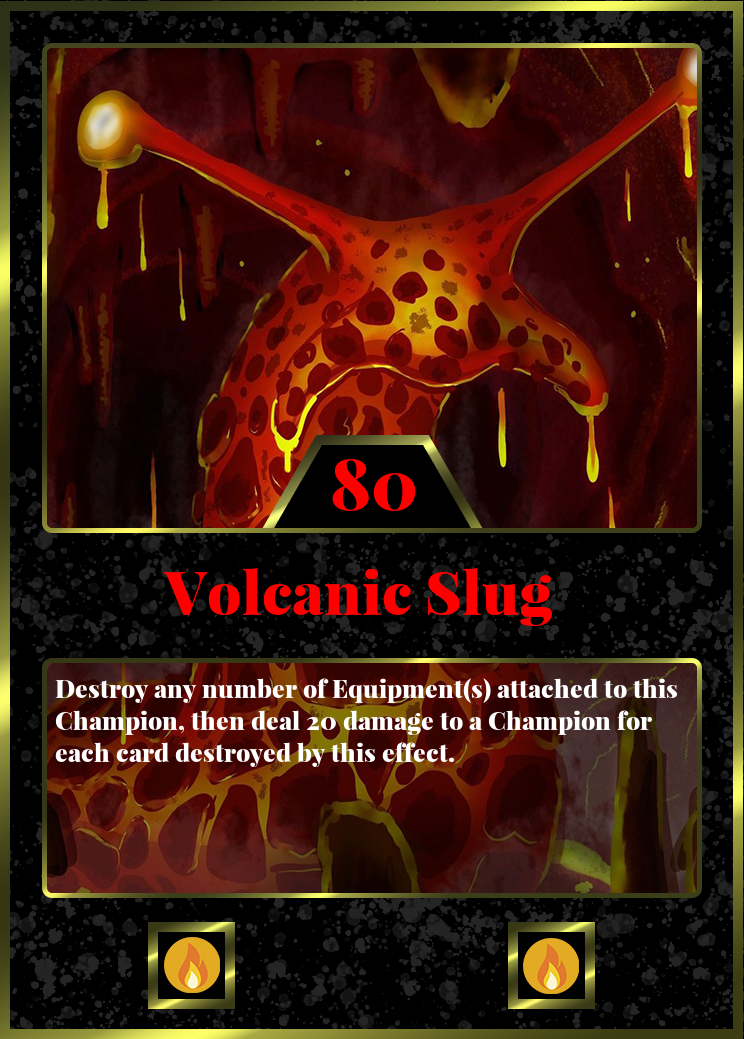 80
Volcanic Slug
Destroy any number of Equipment(s) attached to this
Champion, then deal 20 damage to a Champion for
each card destroyed by this effect.